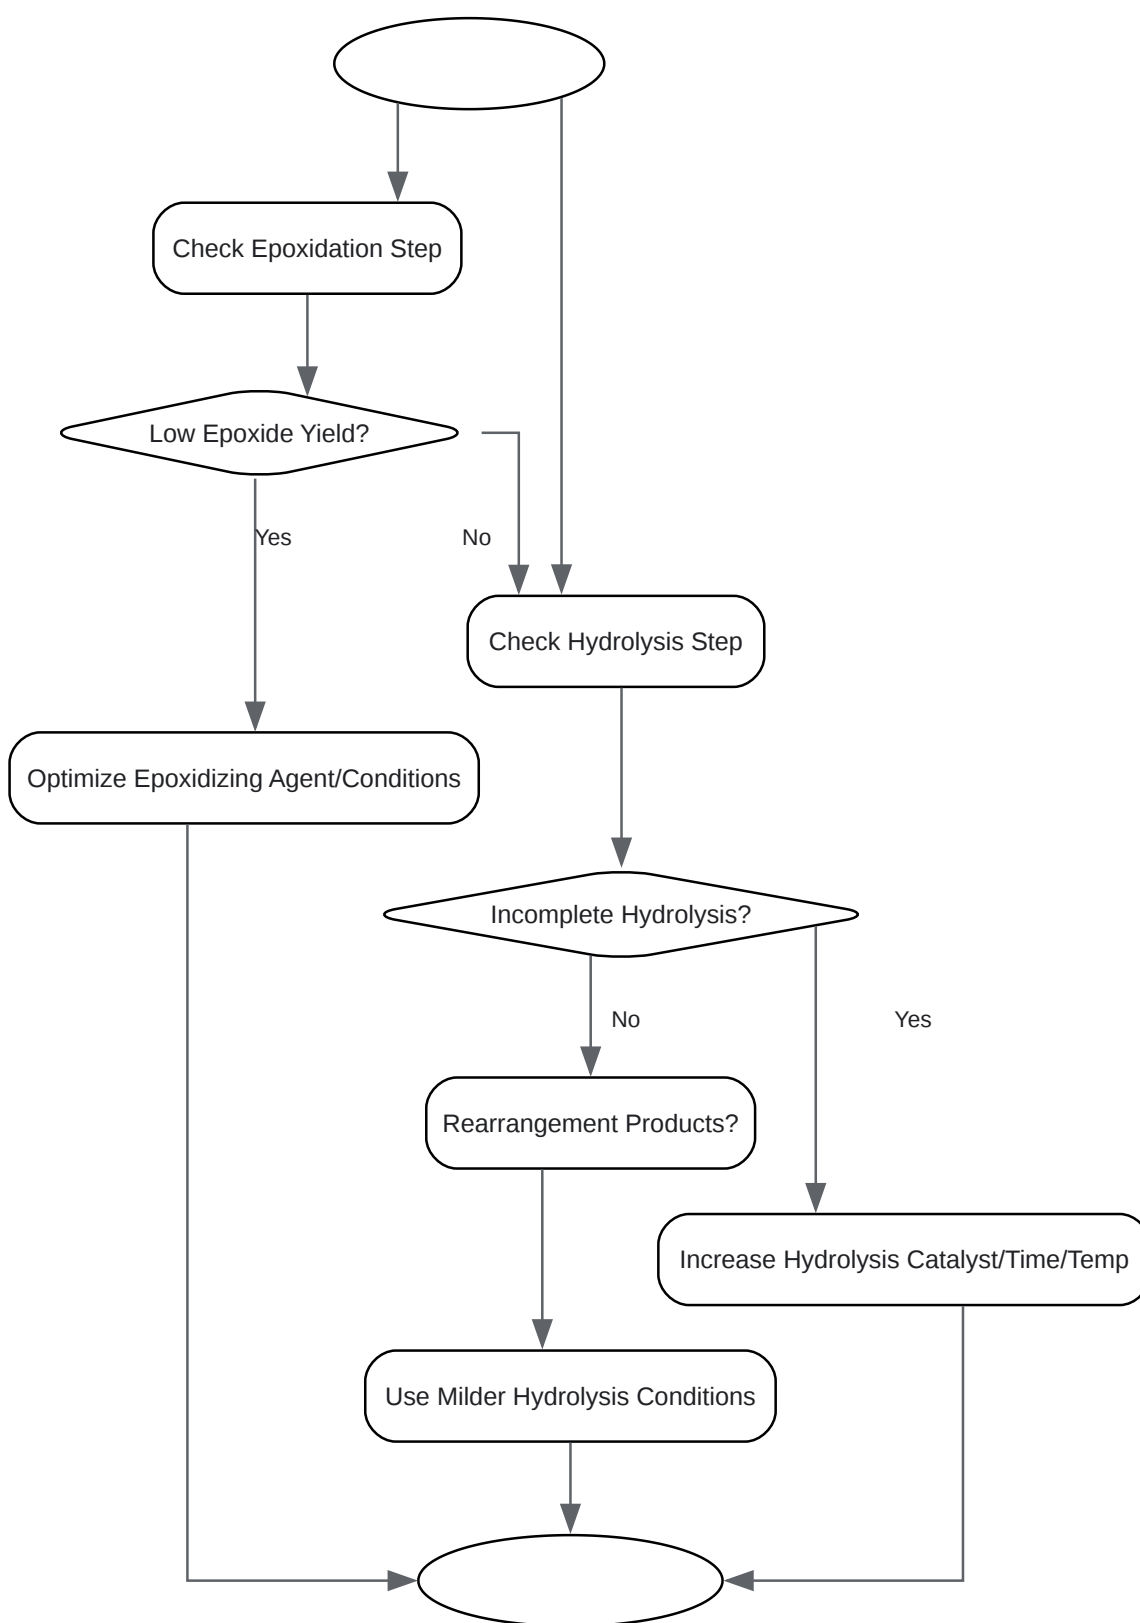 Check Epoxidation Step
Low Epoxide Yield?
Yes
No
Check Hydrolysis Step
Optimize Epoxidizing Agent/Conditions
Incomplete Hydrolysis?
No
Yes
Rearrangement Products?
Increase Hydrolysis Catalyst/Time/Temp
Use Milder Hydrolysis Conditions